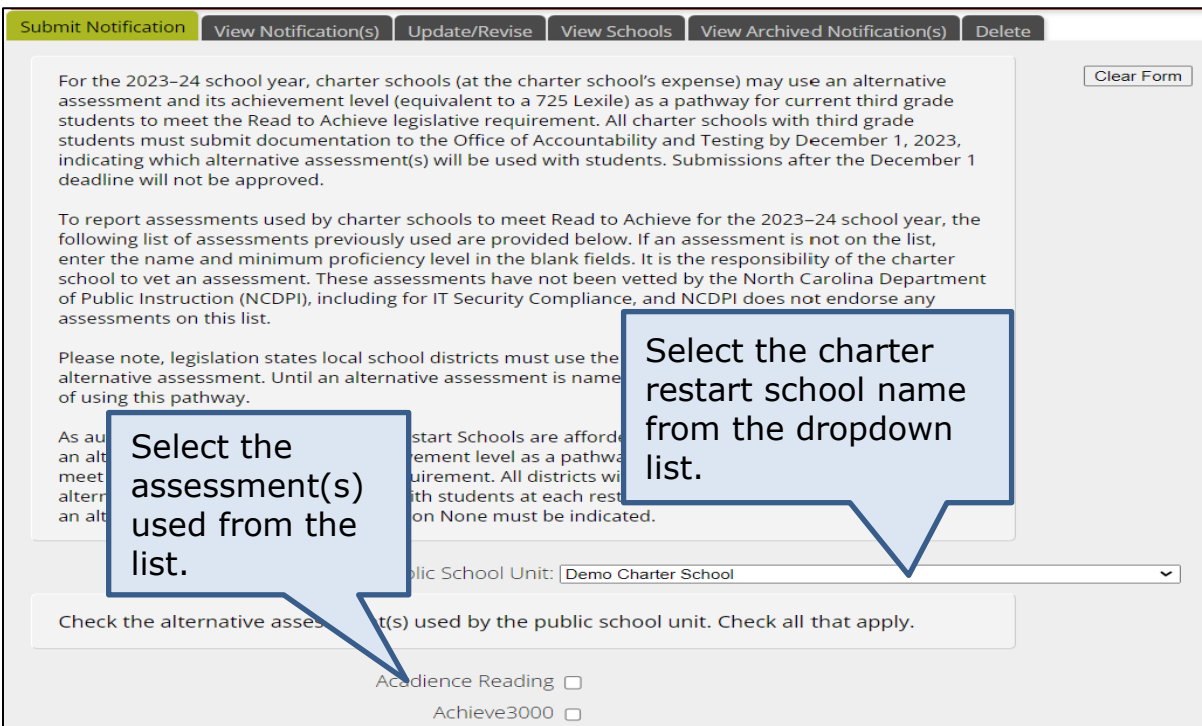 Submit Notification View Notification(s) Update/Revise View Schools View Archived Notification(s) Delete
Clear Form
For the 2023–24 school year, charter schools (at the charter school's expense) may use an alternative
assessment and its achievement level (equivalent to a 725 Lexile) as a pathway for current third grade
students to meet the Read to Achieve legislative requirement. All charter schools with third grade
students must submit documentation to the Office of Accountability and Testing by December 1, 2023,
indicating which alternative assessment(s) will be used with students. Submissions after the December 1
deadline will not be approved.
To report assessments used by charter schools to meet Read to Achieve for the 2023–24 school year, the
following list of assessments previously used are provided below. If an assessment is not on the list,
enter the name and minimum proficiency level in the blank fields. It is the responsibility of the charter
school to vet an assessment. These assessments have not been vetted by the North Carolina Department
of Public Instruction (NCDPI), including for IT Security Compliance, and NCDPI does not endorse any
assessments on this list.
Please note, legislation states local school districts must use the
alternative assessment. Until an alternative assessment is name
of using this pathway.
As au start Schools are afforde
an alt vement level as a pathwa
meet uirement. All districts wi
altern ith students at each rest
an alt on None must be indicated.
Select the charter
restart school name
from the dropdown
list.
Select the
assessment(s)
used from the
list.
blic School Unit: Demo Charter School
Check the alternative asses t(s) used by the public school unit. Check all that apply.
Acadience Reading
Achieve3000